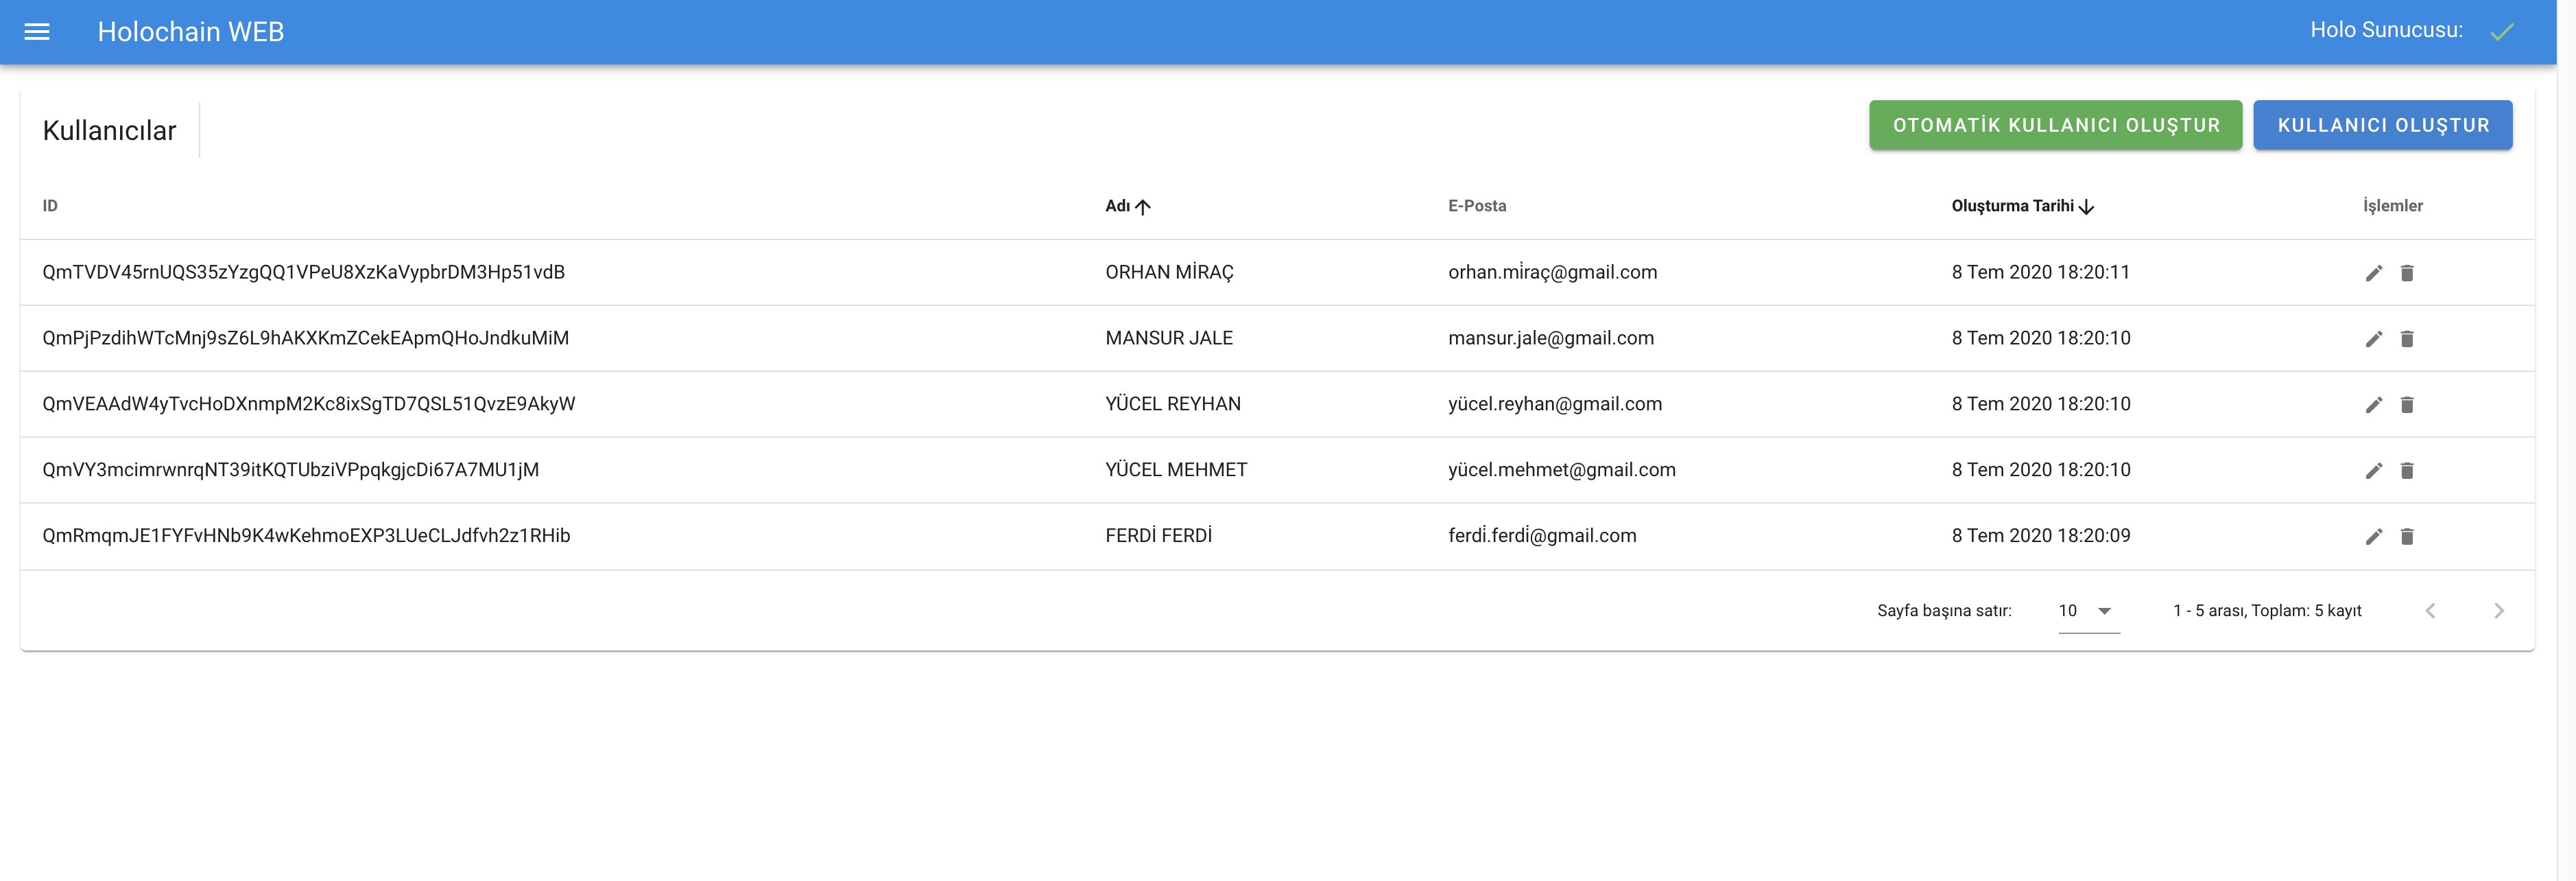 Holochain WEB Holo Sunucusu:
Kullanıcılar OTOMATİK KULLANICI OLUŞTUR KULLANICI OLUŞTUR
ID Adı E-Posta Oluşturma Tarihi İşlemler
QmTVDV45rnUQS35zYzgQQ1VPeU8XzKaVypbrDM3Hp51vdB ORHAN MİRAÇ orhan.mi̇raç@gmail.com 8 Tem 2020 18:20:11
QmPjPzdihWTcMnj9sZ6L9hAKXKmZCekEApmQHoJndkuMiM MANSUR JALE mansur.jale@gmail.com 8 Tem 2020 18:20:10
QmVEAAdW4yTvcHoDXnmpM2Kc8ixSgTD7QSL51QvzE9AkyW YÜCEL REYHAN yücel.reyhan@gmail.com 8 Tem 2020 18:20:10
QmVY3mcimrwnrqNT39itKQTUbziVPpqkgjcDi67A7MU1jM YÜCEL MEHMET yücel.mehmet@gmail.com 8 Tem 2020 18:20:10
QmRmqmJE1FYFvHNb9K4wKehmoEXP3LUeCLJdfvh2z1RHib FERDİ FERDİ ferdi̇.ferdi̇@gmail.com 8 Tem 2020 18:20:09
Sayfa başına satır: 10 1 - 5 arası, Toplam: 5 kayıt